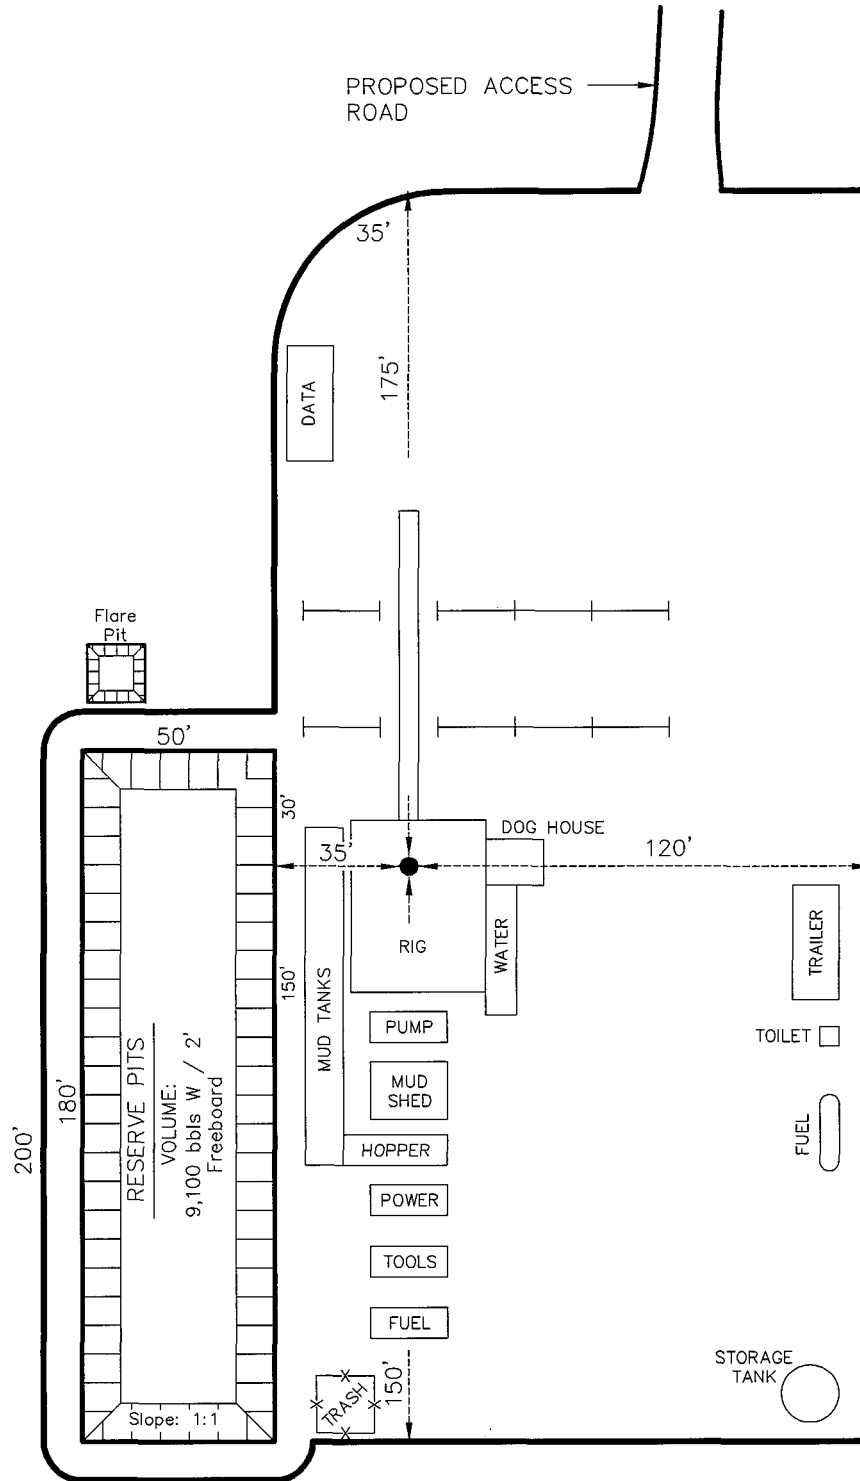 PROPOSED ACCESS
ROAD
35'
175'
DATA
Flare
Pit
50'
30'
DOG HOUSE
35'
120'
RIG
WATER
TRAILER
MUD TANKS
150'
PUMP
TOILET
MUD
SHED
RESERVE PITS
VOLUME:
9,100 bbls W / 2'
Freeboard
180'
200'
FUEL
HOPPER
POWER
TOOLS
FUEL
STORAGE
TANK
TRASH
150'
Slope: 1:1